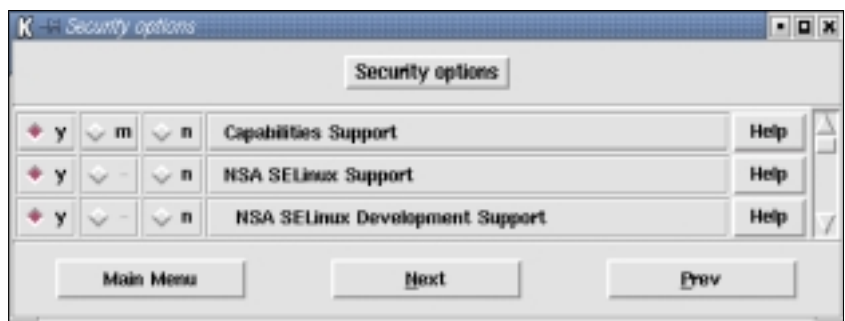 K Security options
Security options
y m n Capabilities Support Help
y - n NSA SELinux Support Help
y - n NSA SELinux Development Support Help
Main Menu Next Prev